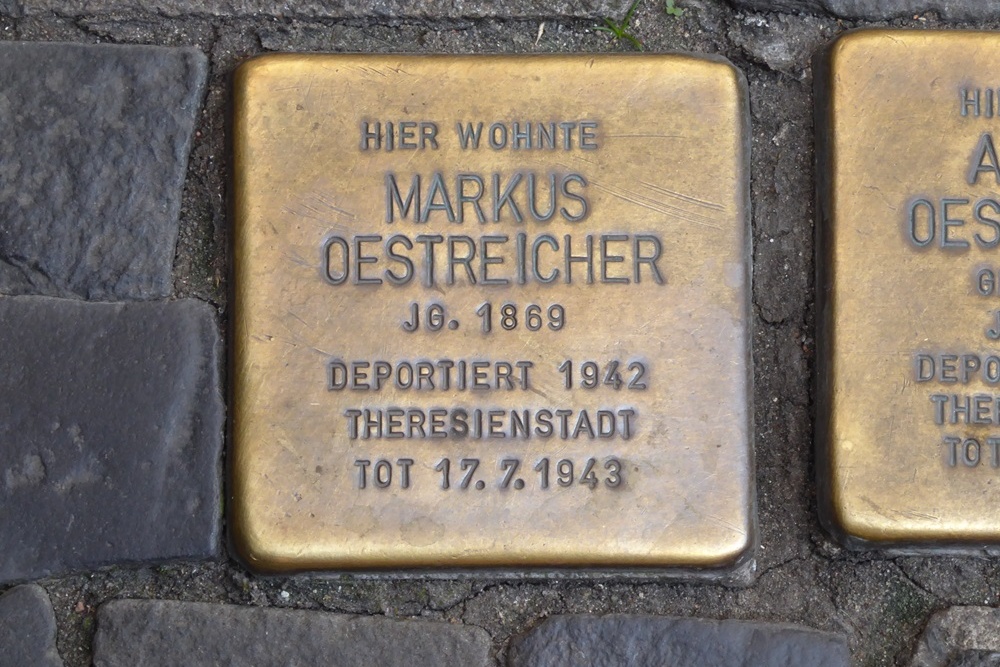 HIER WOHNTE
MARKUS
OESTREICHER
JG. 1869
DEPORTIERT 1942
THERESIENSTADT
TOT 17.7.1943